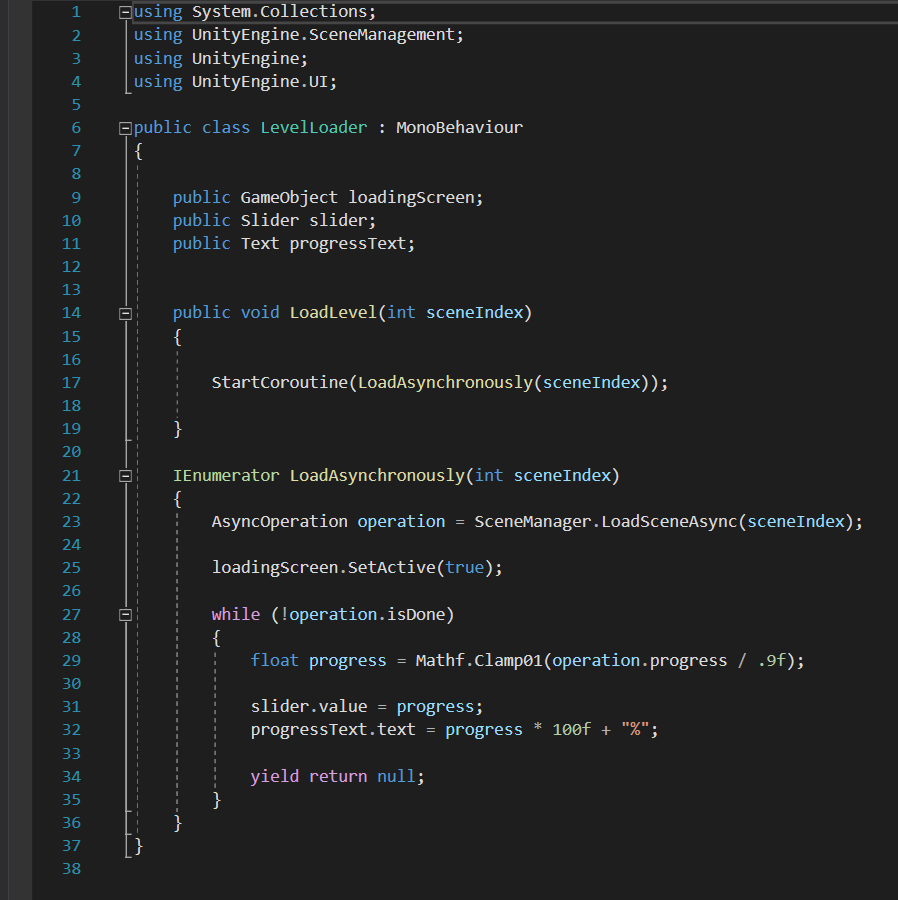 1 using System.Collections;
2 using UnityEngine.SceneManagement;
3 using UnityEngine;
4 using UnityEngine.UI;
5
6 public class LevelLoader : MonoBehaviour
7 {
8
9 public GameObject loadingScreen;
10 public Slider slider;
11 public Text progressText;
12
13
14 public void LoadLevel(int sceneIndex)
15 {
16
17 StartCoroutine(LoadAsynchronously(sceneIndex));
18
19 }
20
21 IEnumerator LoadAsynchronously(int sceneIndex)
22 {
23 AsyncOperation operation = SceneManager.LoadSceneAsync(sceneIndex);
24
25 loadingScreen.SetActive(true);
26
27 while (!operation.isDone)
28 {
29 float progress = Mathf.Clamp01(operation.progress / .9f);
30
31 slider.value = progress;
32 progressText.text = progress * 100f + "%";
33
34 yield return null;
35 }
36 }
37 }
38